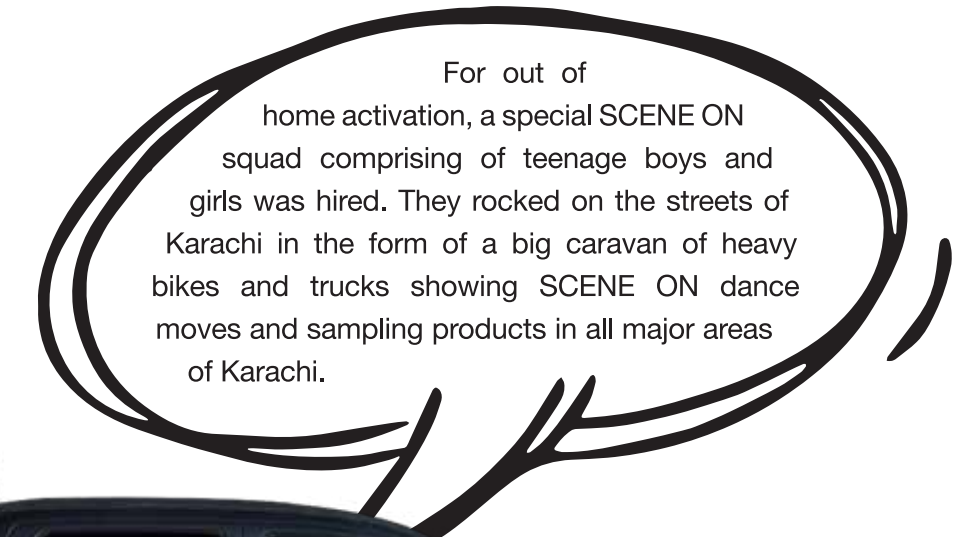 For out of
home activation, a special SCENE ON
squad comprising of teenage boys and
girls was hired. They rocked on the streets of
Karachi in the form of a big caravan of heavy
bikes and trucks showing SCENE ON dance
moves and sampling products in all major areas
of Karachi.